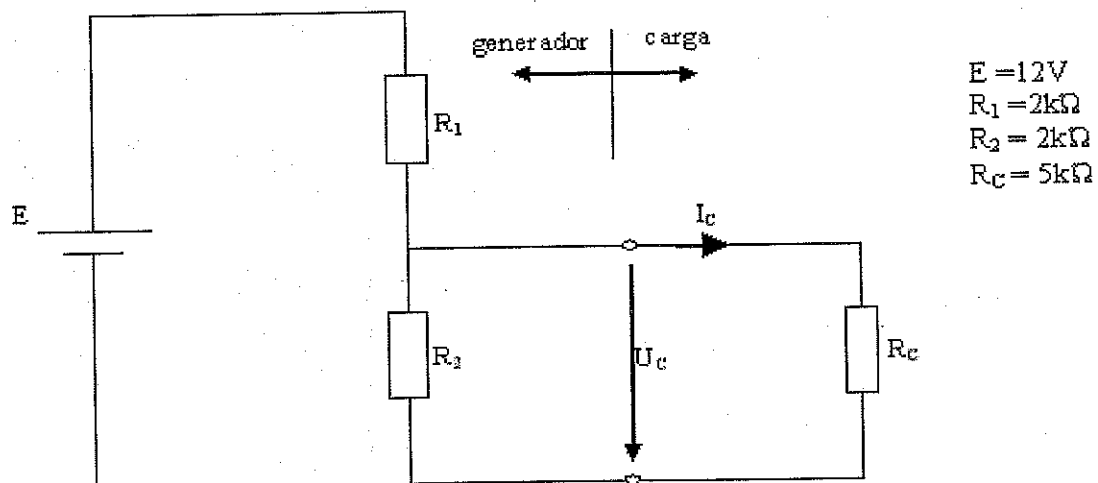 generador
carga
E =12V
R₁ =2kΩ
R₂ = 2kΩ
R_C = 5kΩ
R₁
E
I_C
R₂
U_C
R_C